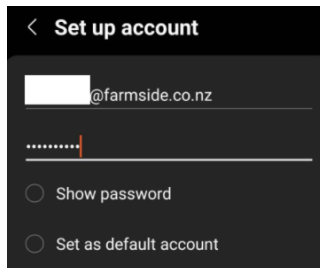 Set up account
@farmside.co.nz
••••••••••
Show password
Set as default account